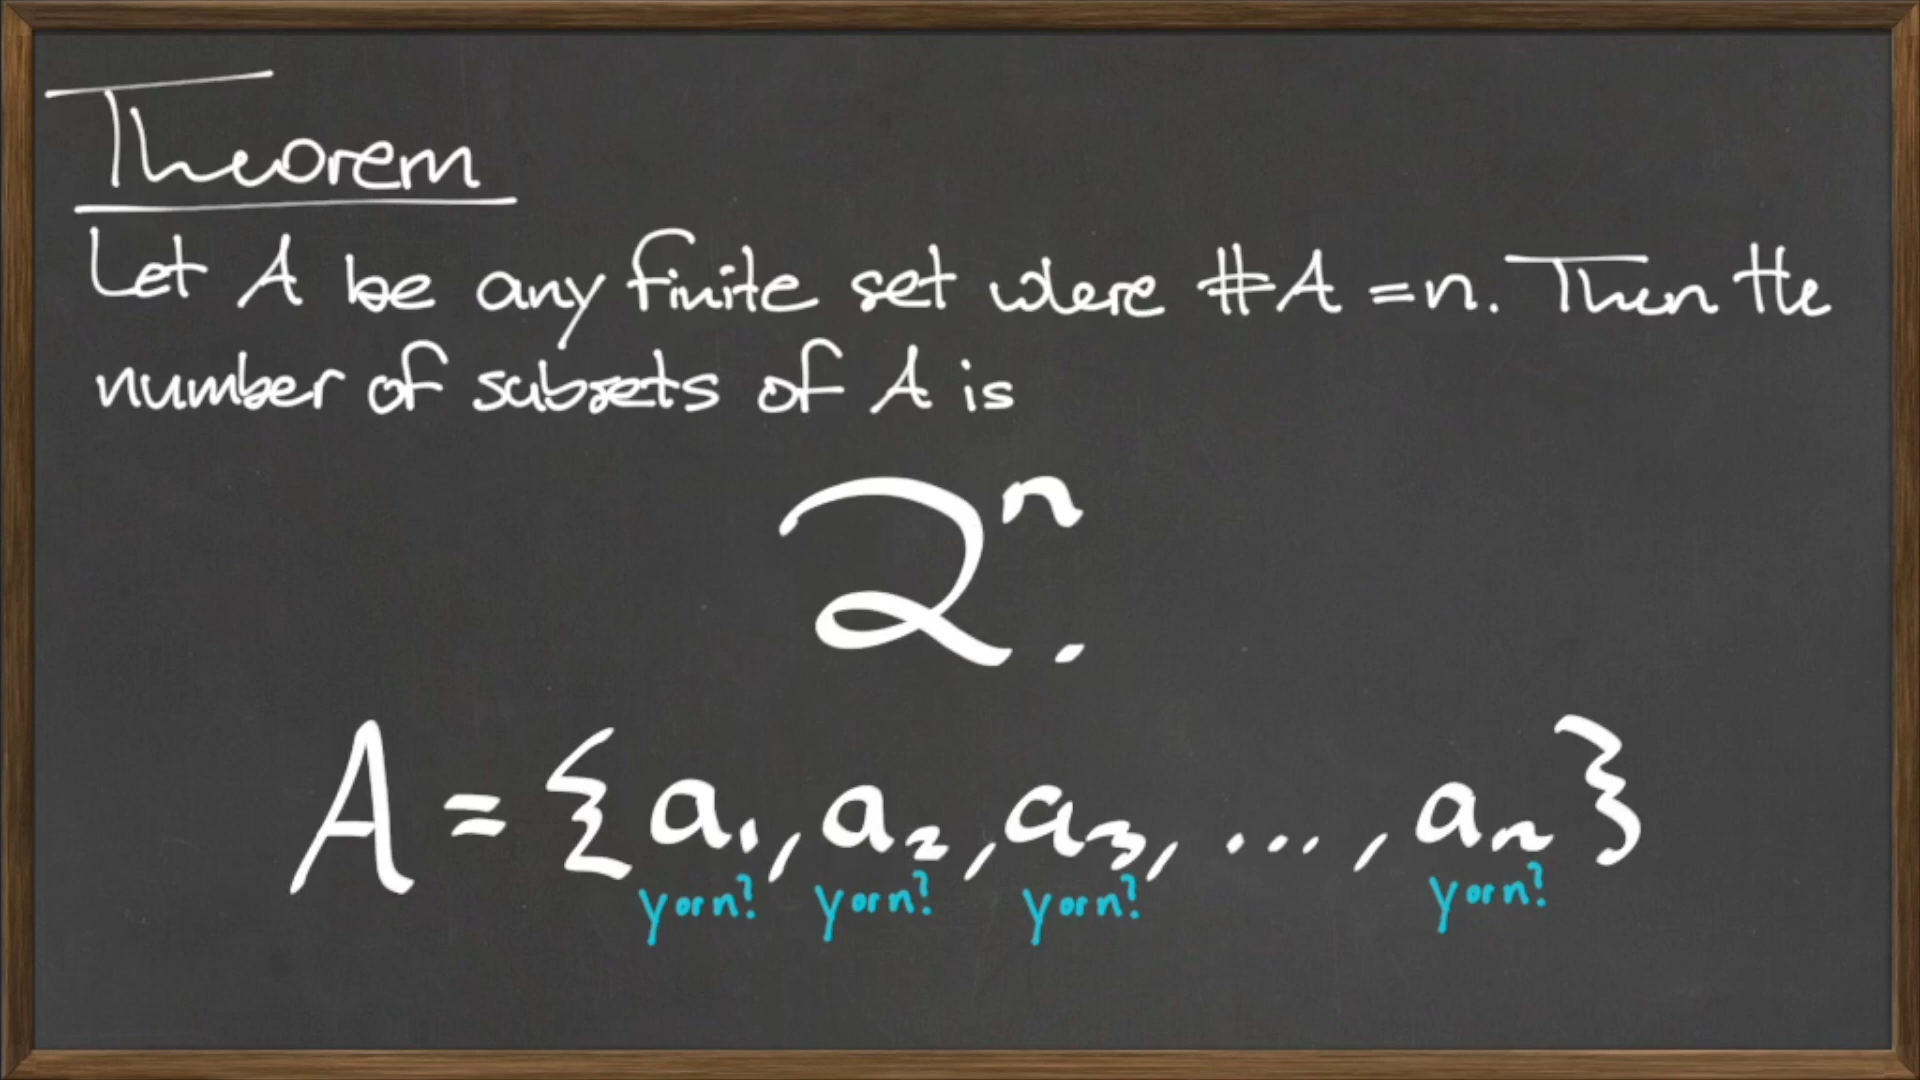 Theorem
Let A be any finite set where #A = n. Then the
number of subsets of A is
2ⁿ.
A = {a₁, a₂, a₃, ..., aₙ}
y or n? y or n? y or n? y or n?